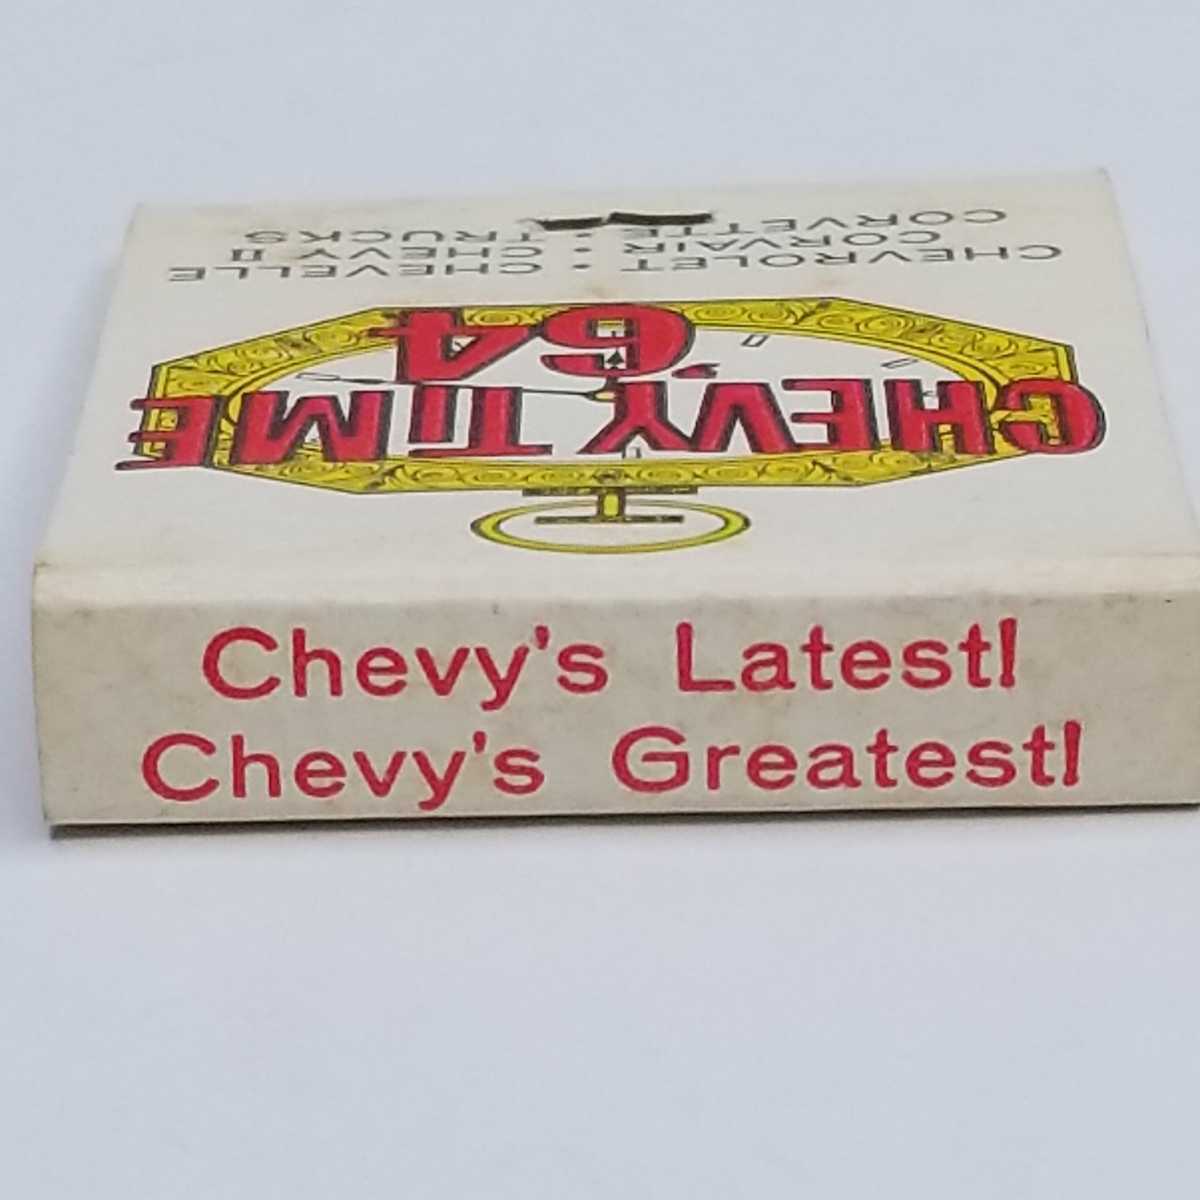 Chevy's Latest!
Chevy's Greatest!
CHEVY TIME
'64
CHEVROLET • CHEVELLE
CORVAIR • CHEVY II
CORVETTE • TRUCKS